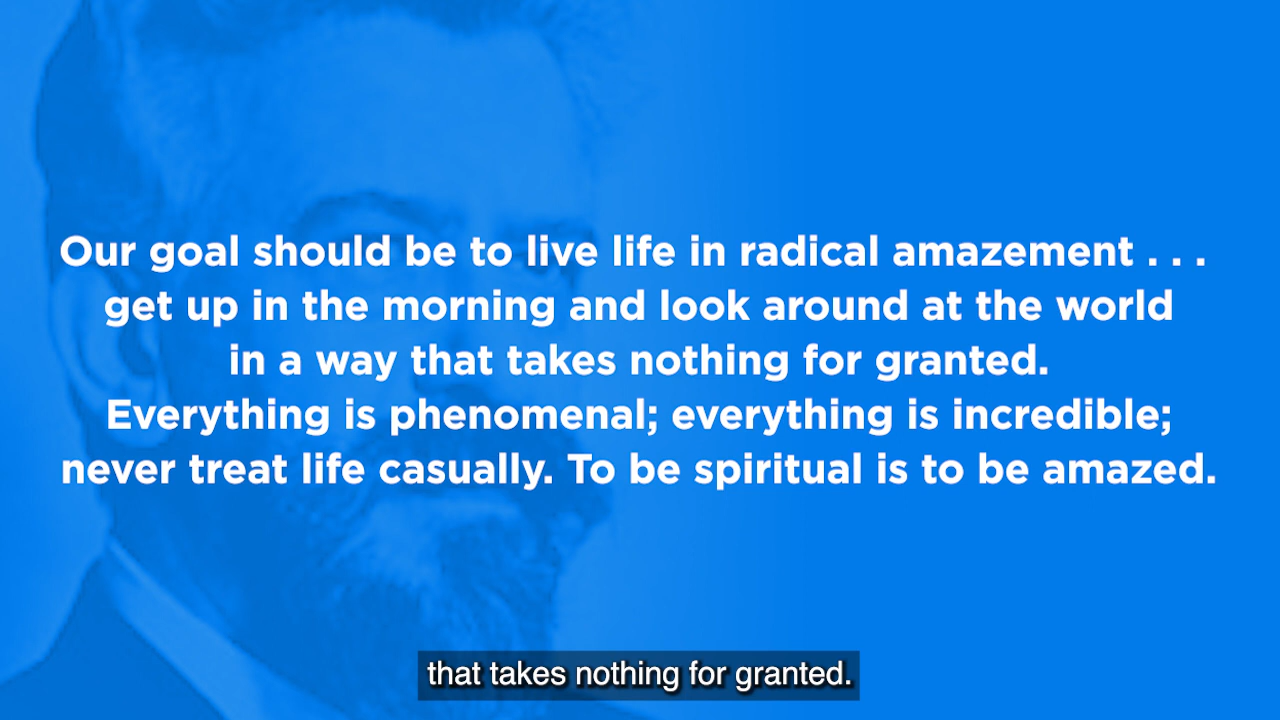 Our goal should be to live life in radical amazement . . .
get up in the morning and look around at the world
in a way that takes nothing for granted.
Everything is phenomenal; everything is incredible;
never treat life casually. To be spiritual is to be amazed.
that takes nothing for granted.